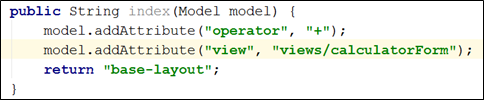 public String index(Model model) {
    model.addAttribute("operator", "+");
    model.addAttribute("view", "views/calculatorForm");
    return "base-layout";
}